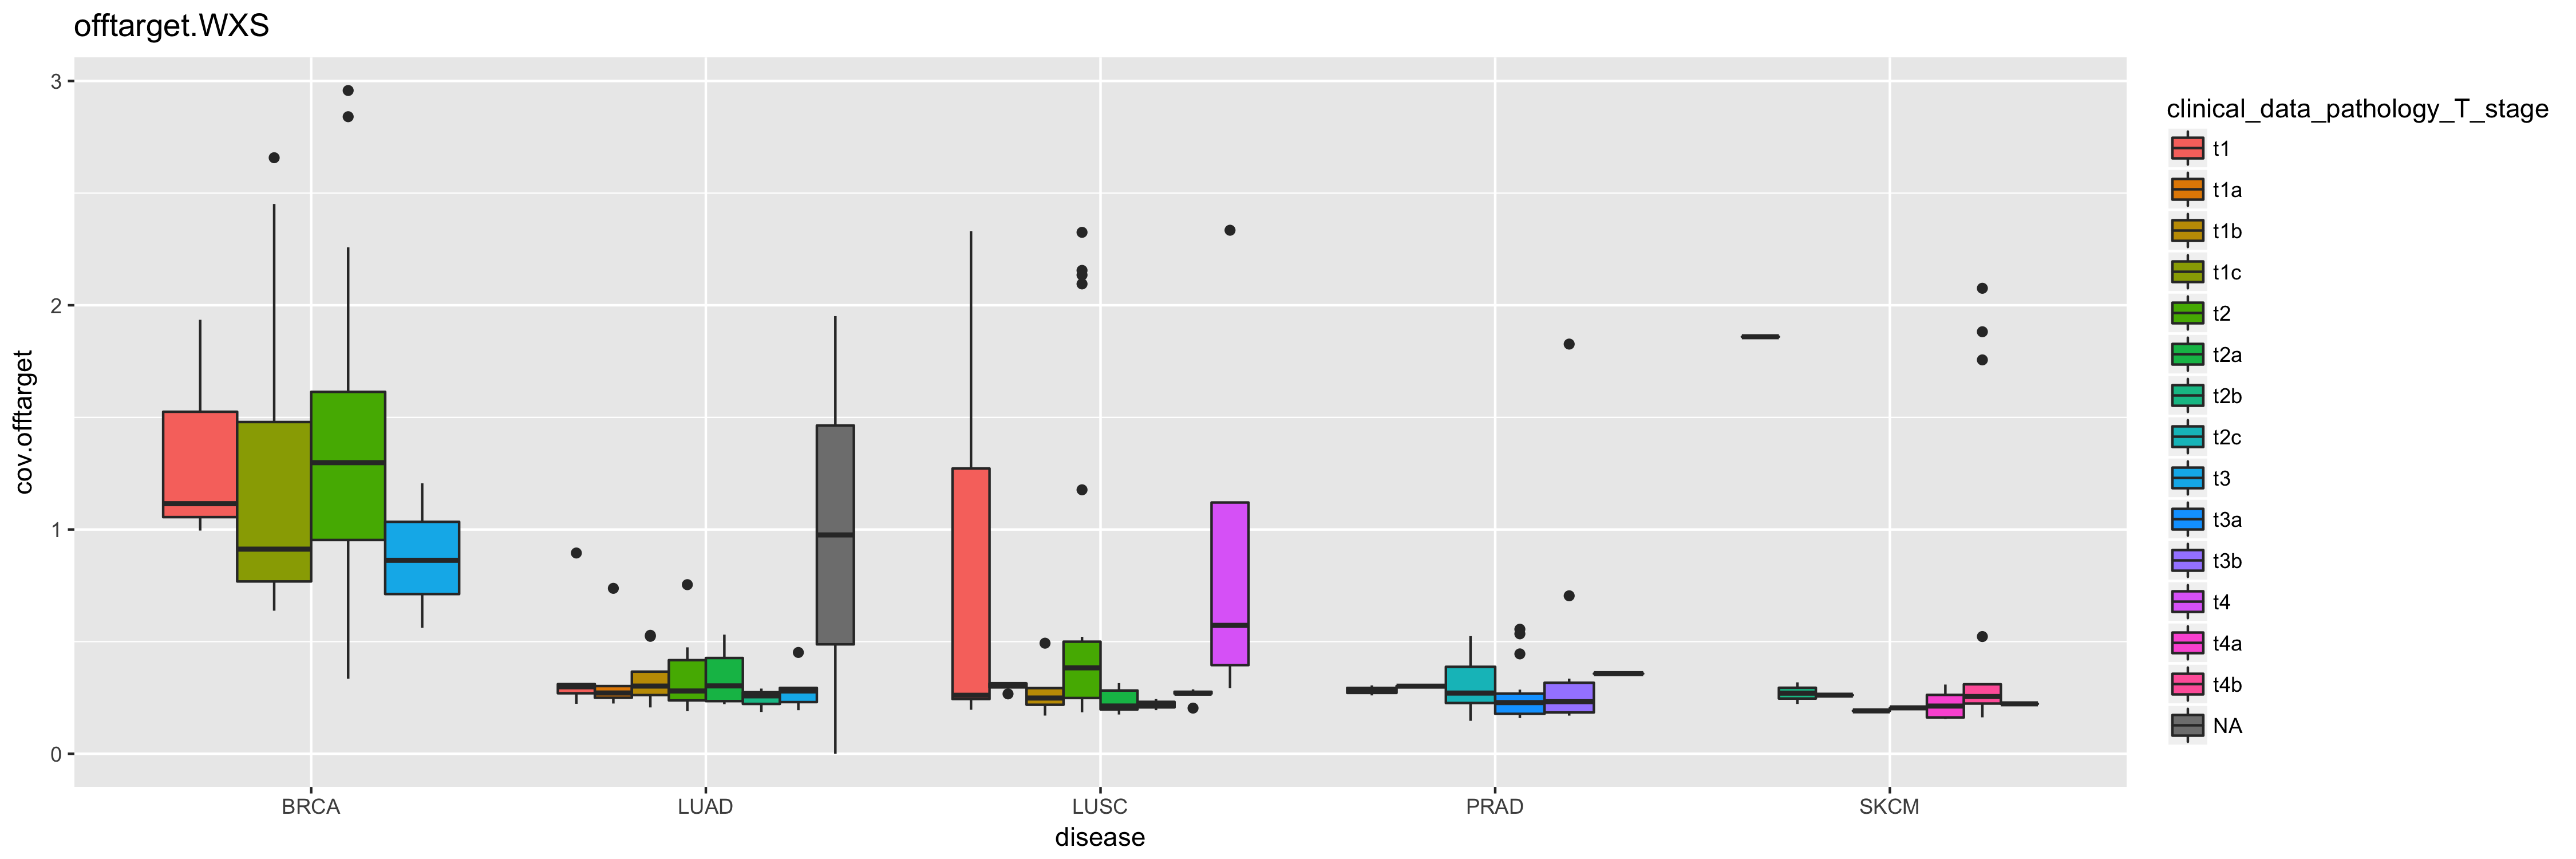 offtarget.WXS
3
2
1
0
cov.offtarget
BRCA
LUAD
LUSC
PRAD
SKCM
disease
clinical_data_pathology_T_stage
t1
t1a
t1b
t1c
t2
t2a
t2b
t2c
t3
t3a
t3b
t4
t4a
t4b
NA